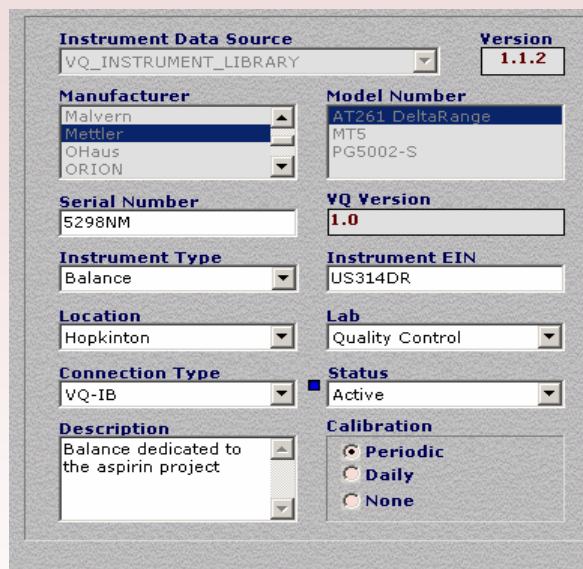 Instrument Data Source
Version
VQ_INSTRUMENT_LIBRARY
1.1.2
Manufacturer
Model Number
Malvern
Mettler
OHaus
ORION
AT261 DeltaRange
MT5
PG5002-S
Serial Number
VQ Version
5298NM
1.0
Instrument Type
Instrument EIN
Balance
US314DR
Location
Lab
Hopkinton
Quality Control
Connection Type
Status
VQ-IB
Active
Description
Calibration
Balance dedicated to
the aspirin project
Periodic
Daily
None